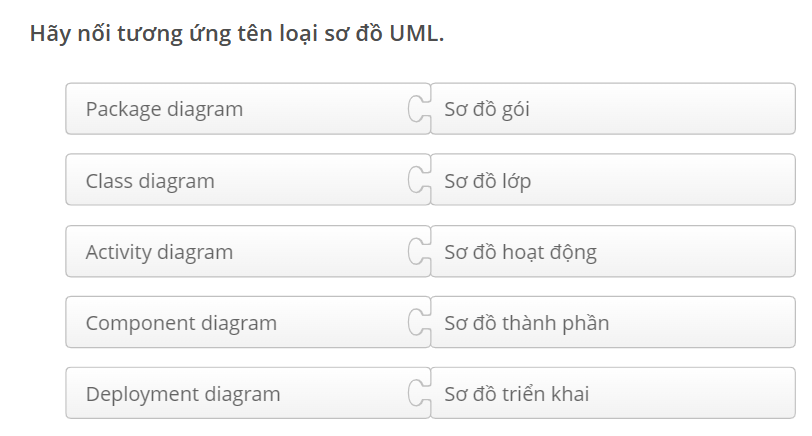 Hãy nối tương ứng tên loại sơ đồ UML.
Package diagram Sơ đồ gói
Class diagram Sơ đồ lớp
Activity diagram Sơ đồ hoạt động
Component diagram Sơ đồ thành phần
Deployment diagram Sơ đồ triển khai